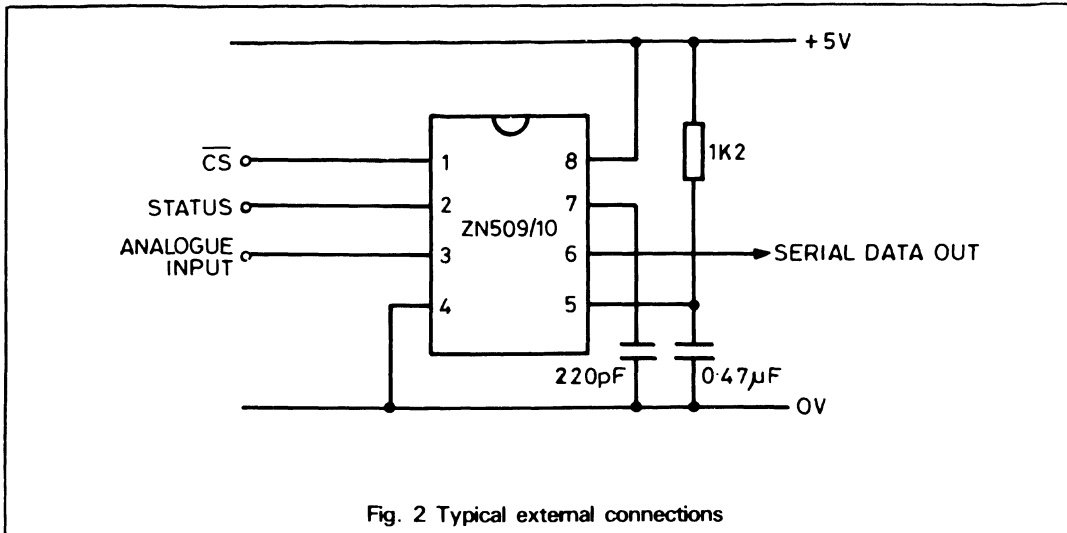 +5V
1K2
CS
1
8
STATUS
2
7
ZN509/10
ANALOGUE
INPUT
3
6
SERIAL DATA OUT
4
5
220pF
0·47µF
0V
Fig. 2 Typical external connections